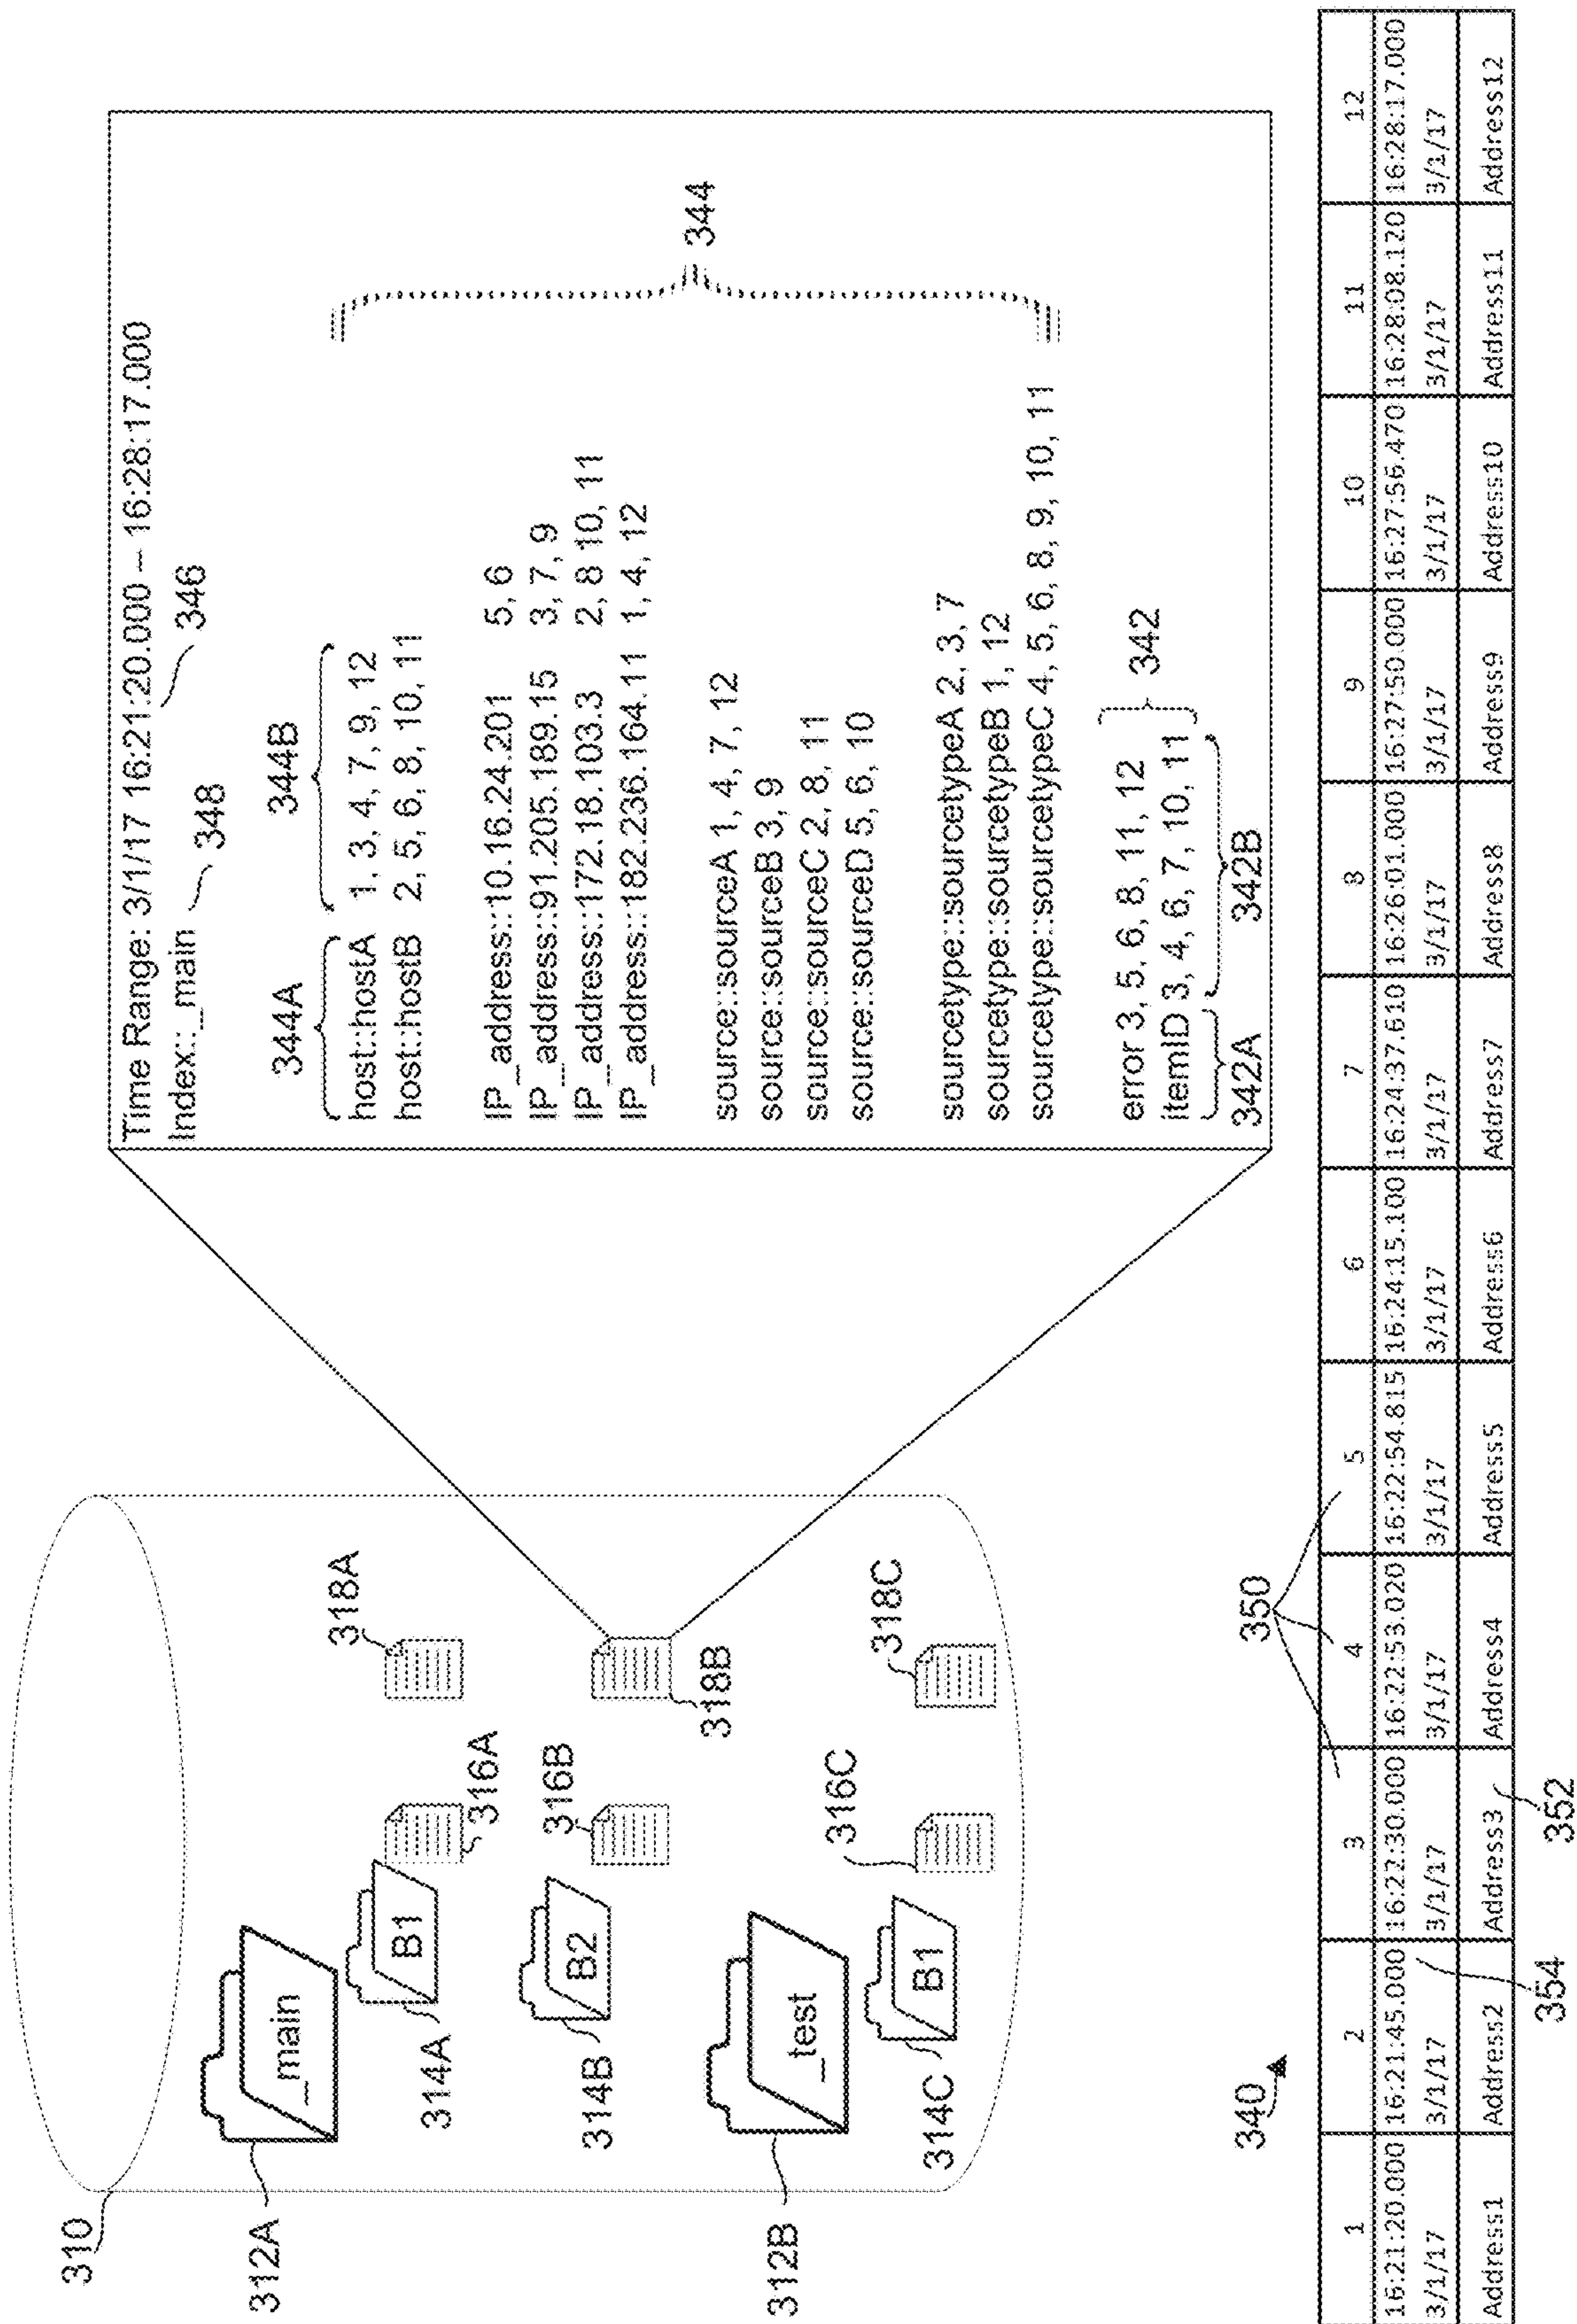 310
312A
_main
314A
B1
316A
318A
314B
B2
316B
318B
312B
_test
314C
B1
316C
318C
Time Range: 3/1/17 16:21:20.000 – 16:28:17.000
346
Index::_main
348
344A
344B
host::hostA 1, 3, 4, 7, 9, 12
host::hostB 2, 5, 6, 8, 10, 11
IP_address::10.16.24.201 5, 6
IP_address::91.205.189.15 3, 7, 9
IP_address::172.18.103.3 2, 8 10, 11
IP_address::182.236.164.11 1, 4, 12
344
source::sourceA 1, 4, 7, 12
source::sourceB 3, 9
source::sourceC 2, 8, 11
source::sourceD 5, 6, 10
sourcetype::sourcetypeA 2, 3, 7
sourcetype::sourcetypeB 1, 12
sourcetype::sourcetypeC 4, 5, 6, 8, 9, 10, 11
error 3, 5, 6, 8, 11, 12
itemID 3, 4, 6, 7, 10, 11
342
342A
342B
340
350
1 2 3 4 5 6 7 8 9 10 11 12
16:21:20.000 16:21:45.000 16:22:30.000 16:22:53.020 16:22:54.815 16:24:15.100 16:24:37.610 16:26:01.000 16:27:50.000 16:27:56.470 16:28:08.120 16:28:17.000
3/1/17 3/1/17 3/1/17 3/1/17 3/1/17 3/1/17 3/1/17 3/1/17 3/1/17 3/1/17 3/1/17 3/1/17
Address1 Address2 Address3 Address4 Address5 Address6 Address7 Address8 Address9 Address10 Address11 Address12
354
352